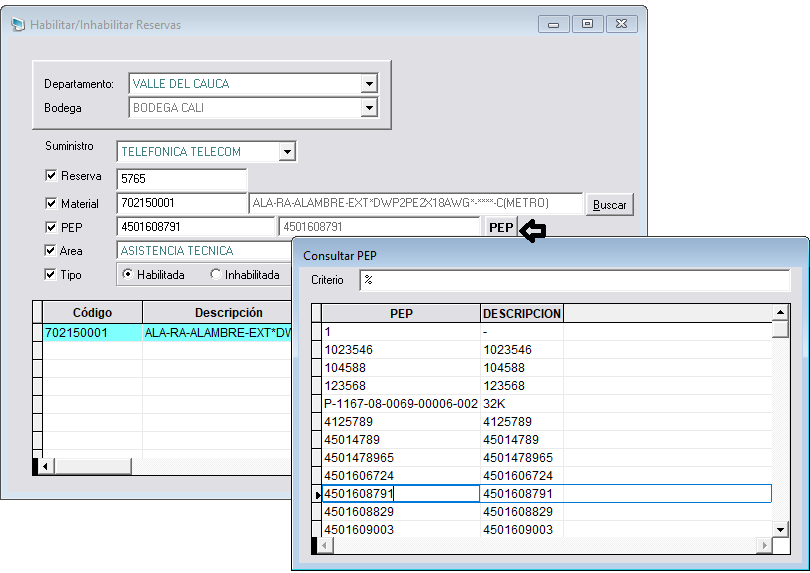 Habilitar/Inhabilitar Reservas
Departamento: VALLE DEL CAUCA
Bodega BODEGA CALI
Suministro TELEFONICA TELECOM
Reserva 5765
Material 702150001 ALA-RA-ALAMBRE-EXT*DWP2PE2X18AWG*-****-C(METRO) Buscar
PEP 4501608791 4501608791 PEP
Area ASISTENCIA TECNICA
Tipo Habilitada Inhabilitada
Código Descripción
702150001 ALA-RA-ALAMBRE-EXT*DW
Consultar PEP
Criterio %
PEP DESCRIPCION
1 -
1023546 1023546
104588 104588
123568 123568
P-1167-08-0069-00006-002 32K
4125789 4125789
45014789 45014789
4501478965 4501478965
4501606724 4501606724
4501608791 4501608791
4501608829 4501608829
4501609003 4501609003